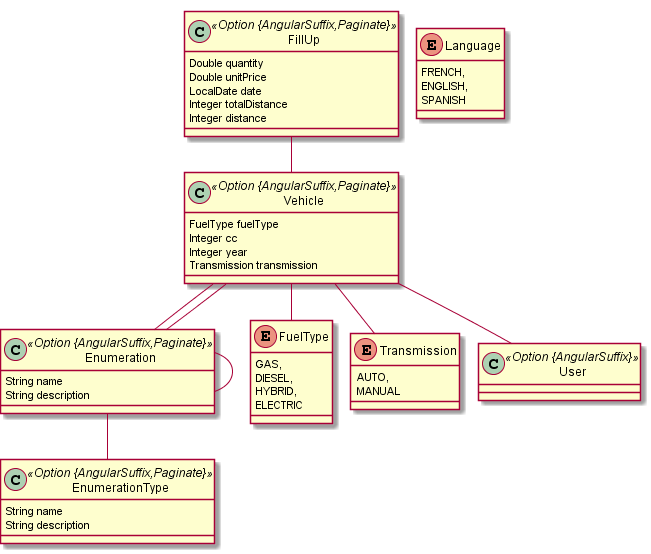 C «Option {AngularSuffix,Paginate}»
FillUp
Double quantity
Double unitPrice
LocalDate date
Integer totalDistance
Integer distance
E Language
FRENCH,
ENGLISH,
SPANISH
C «Option {AngularSuffix,Paginate}»
Vehicle
FuelType fuelType
Integer cc
Integer year
Transmission transmission
C «Option {AngularSuffix,Paginate}»
Enumeration
String name
String description
E FuelType
GAS,
DIESEL,
HYBRID,
ELECTRIC
E Transmission
AUTO,
MANUAL
C «Option {AngularSuffix}»
User
C «Option {AngularSuffix,Paginate}»
EnumerationType
String name
String description